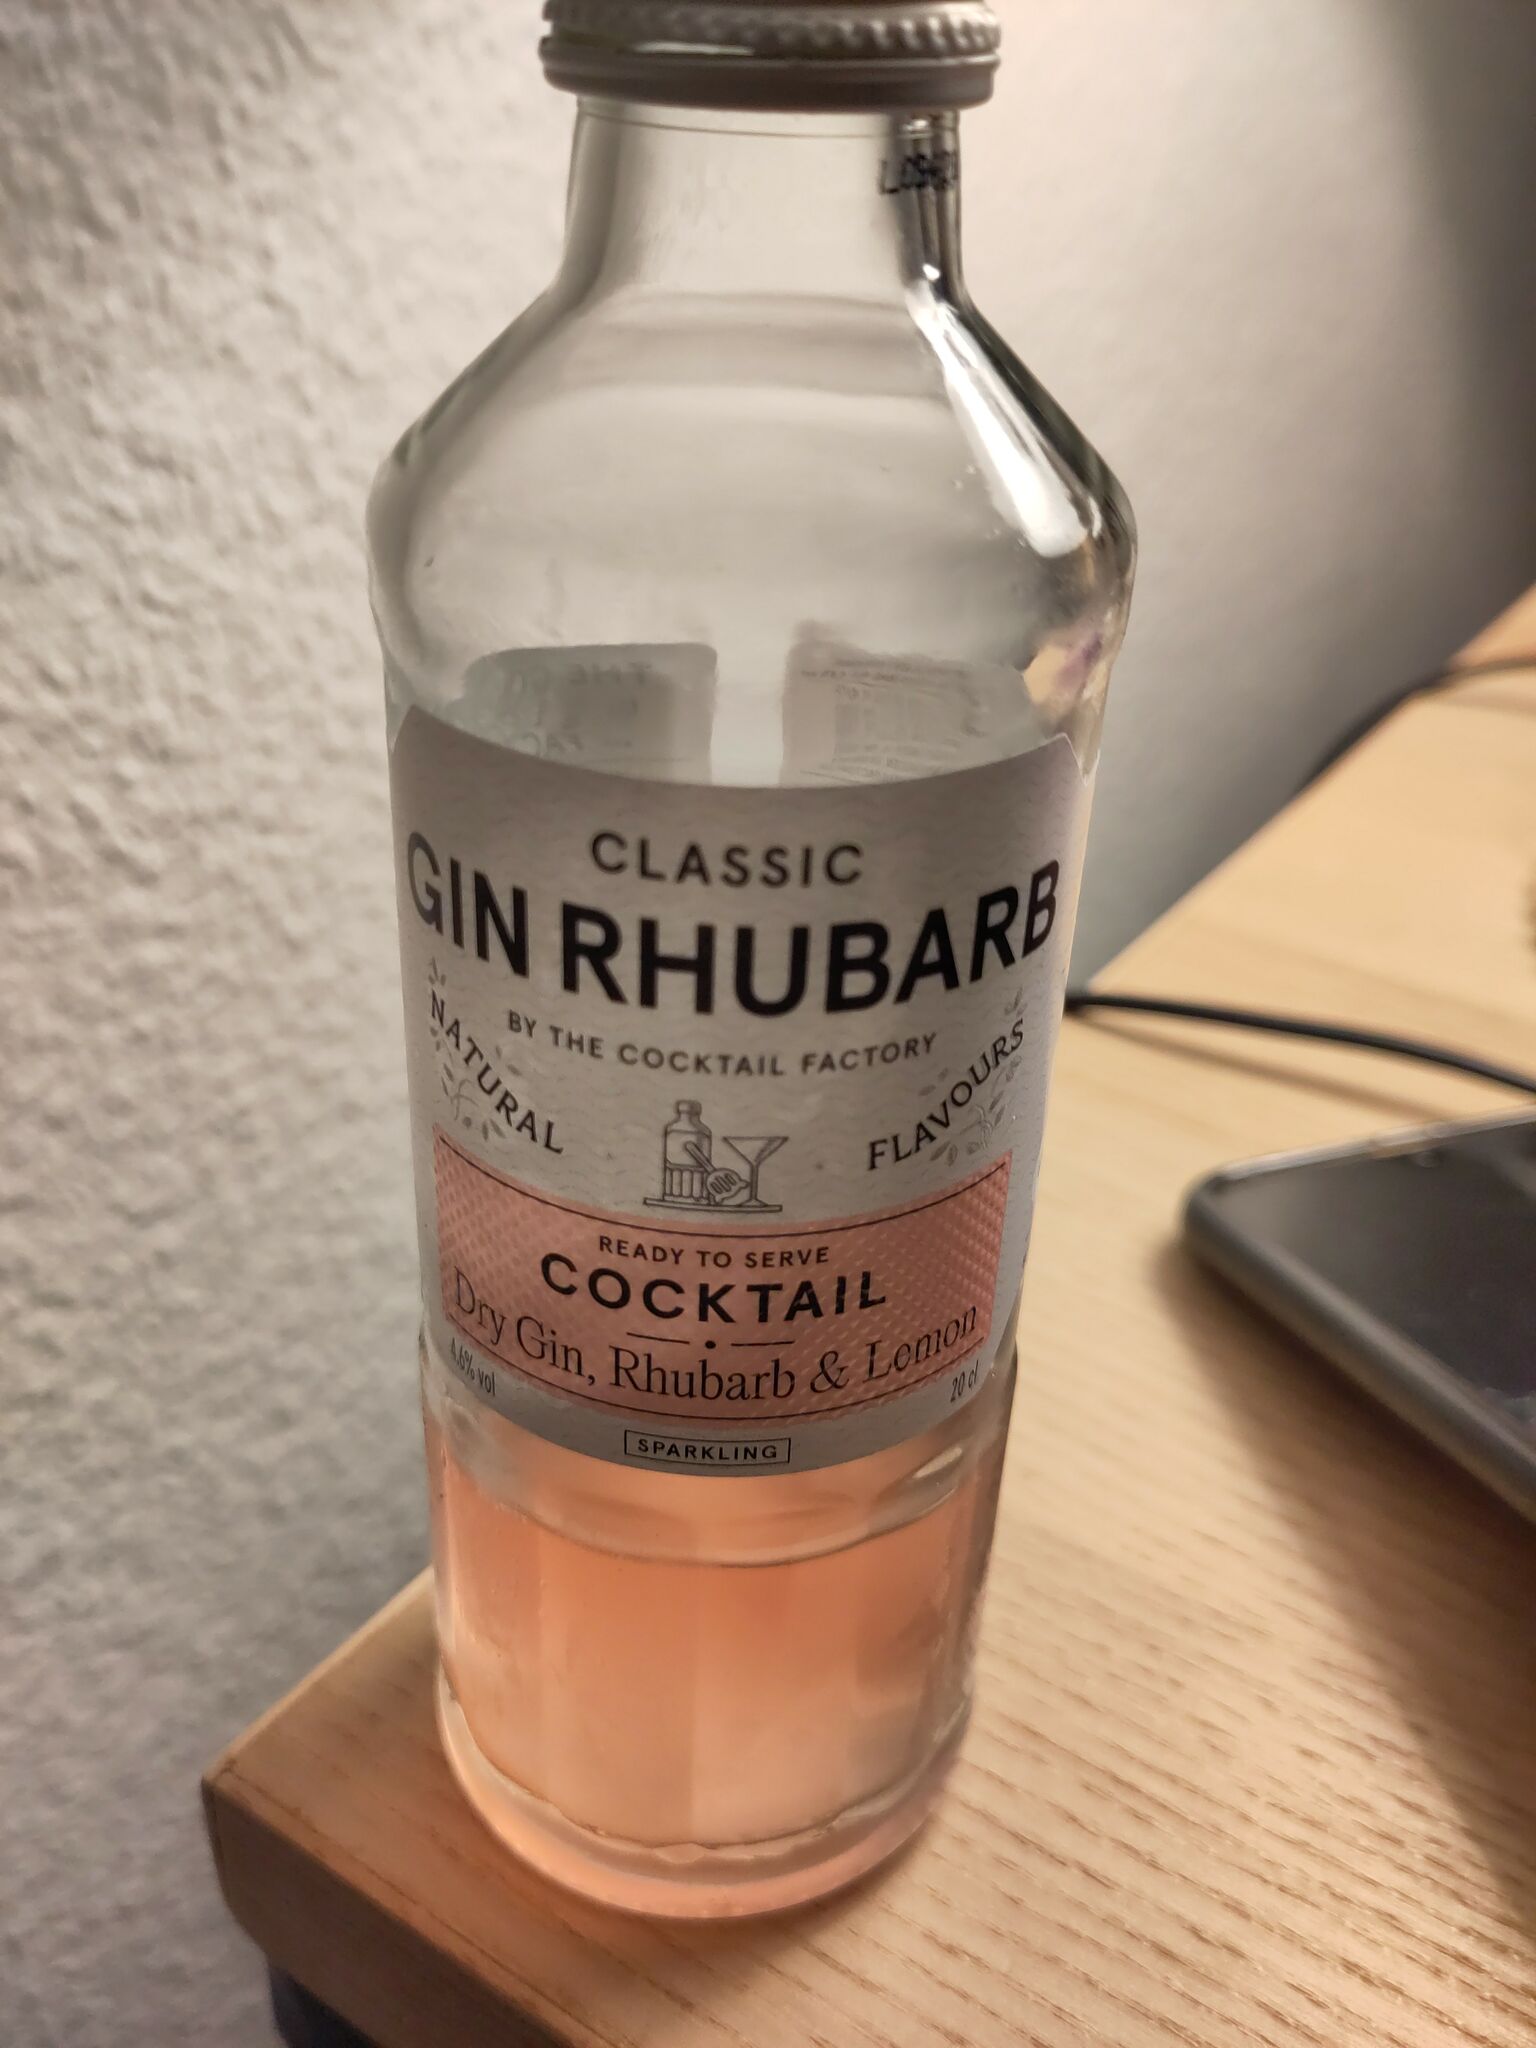 CLASSIC
GIN RHUBARB
BY THE COCKTAIL FACTORY
NATURAL
FLAVOURS
READY TO SERVE
COCKTAIL
Dry Gin, Rhubarb & Lemon
4,6% vol
20 cl
SPARKLING